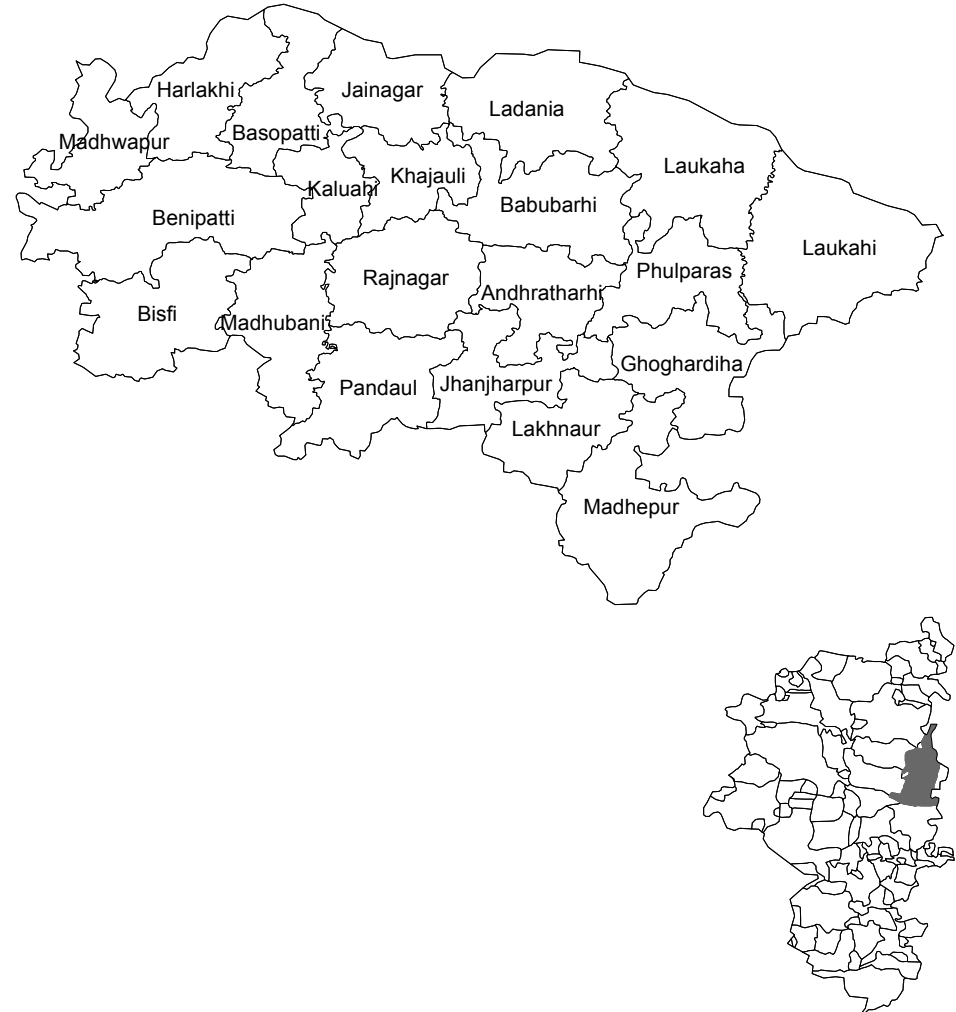 Harlakhi
Jainagar
Ladania
Madhwapur
Basopatti
Laukaha
Kaluahi
Khajauli
Babubarhi
Benipatti
Laukahi
Rajnagar
Phulparas
Andhratharhi
Bisfi
Madhubani
Ghoghardiha
Pandaul
Jhanjharpur
Lakhnaur
Madhepur